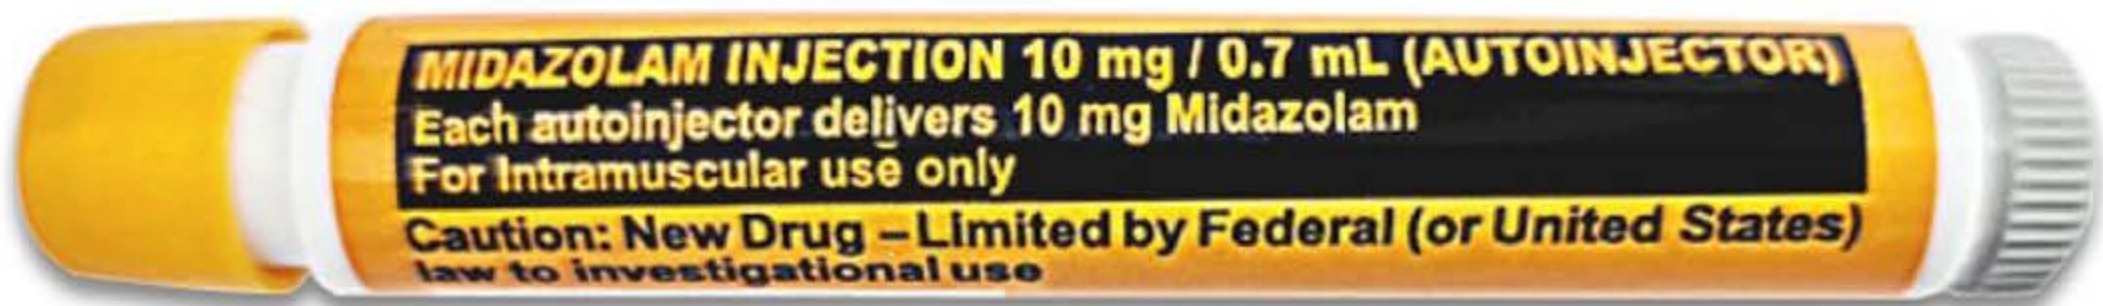 MIDAZOLAM INJECTION 10 mg / 0.7 mL (AUTOINJECTOR)
Each autoinjector delivers 10 mg Midazolam
For Intramuscular use only
Caution: New Drug – Limited by Federal (or United States)
law to investigational use